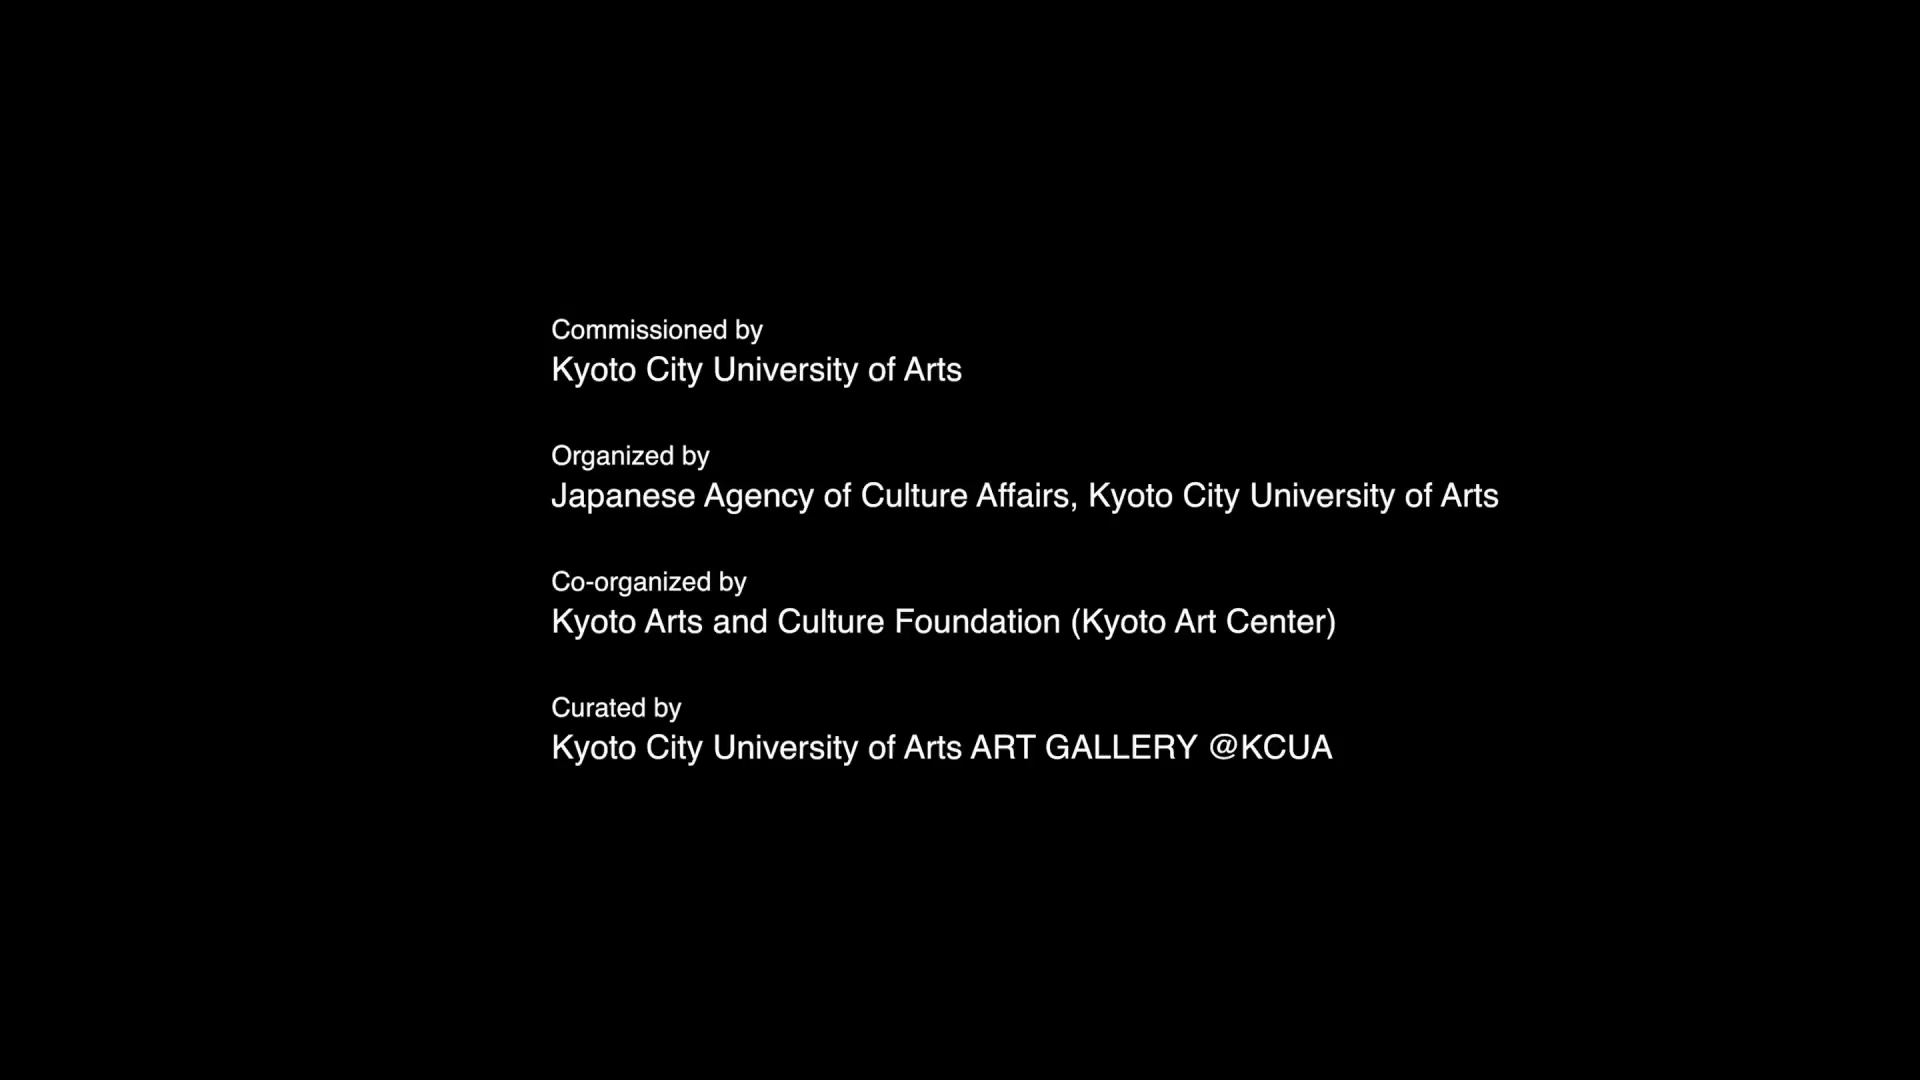 Commissioned by
Kyoto City University of Arts
Organized by
Japanese Agency of Culture Affairs, Kyoto City University of Arts
Co-organized by
Kyoto Arts and Culture Foundation (Kyoto Art Center)
Curated by
Kyoto City University of Arts ART GALLERY @KCUA